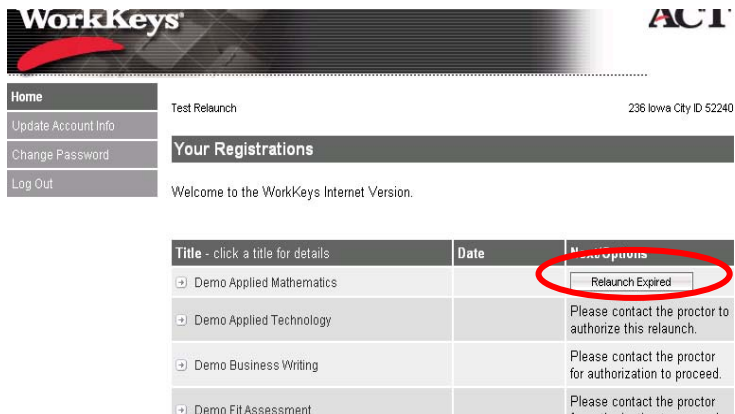 WorkKeys®
ACT
Home
Update Account Info
Change Password
Log Out
Test Relaunch
236 Iowa City ID 52240
Your Registrations
Welcome to the WorkKeys Internet Version.
Title - click a title for details
Date
Next/Options
Demo Applied Mathematics
Relaunch Expired
Demo Applied Technology
Please contact the proctor to
authorize this relaunch.
Demo Business Writing
Please contact the proctor
for authorization to proceed.
Demo Fit Assessment
Please contact the proctor